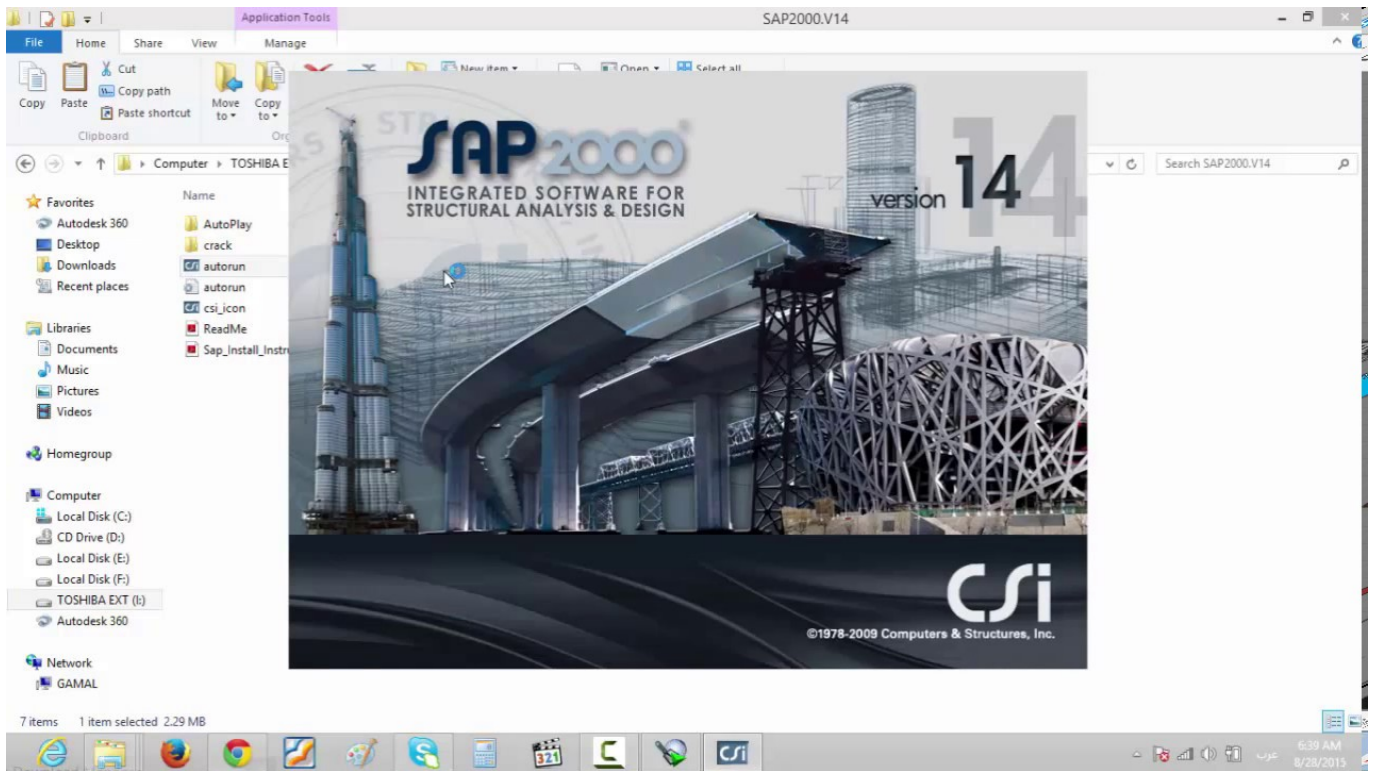 Application Tools
SAP2000.V14
File Home Share View Manage
Copy
Paste
Cut
Copy path
Paste shortcut
Move to
Copy to
New item
Open
Select all
Clipboard
Computer TOSHIBA
Search SAP2000.V14
Favorites
Autodesk 360
Desktop
Downloads
Recent places
Libraries
Documents
Music
Pictures
Videos
Homegroup
Computer
Local Disk (C:)
CD Drive (D:)
Local Disk (E:)
Local Disk (F:)
TOSHIBA EXT (I:)
Autodesk 360
Network
GAMAL
Name
AutoPlay
crack
autorun
autorun
csi_icon
ReadMe
SAP2000®
INTEGRATED SOFTWARE FOR
STRUCTURAL ANALYSIS & DESIGN
version 14
14
CSi
©1978-2009 Computers & Structures, Inc.
7 items 1 item selected 2.29 MB
321
CSi
عرب
6:39 AM
8/28/2015